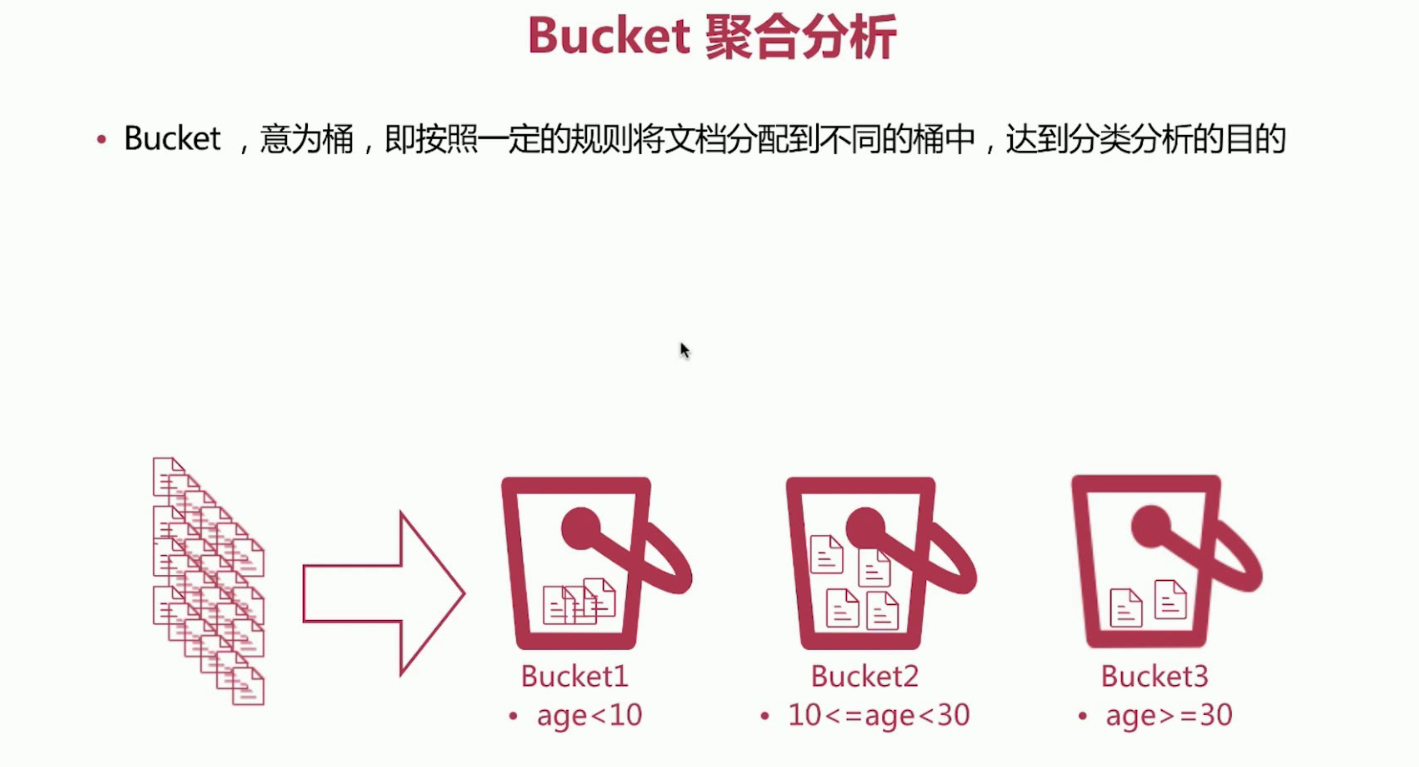 Bucket 聚合分析
• Bucket ，意为桶，即按照一定的规则将文档分配到不同的桶中，达到分类分析的目的
Bucket1
• age<10
Bucket2
• 10<=age<30
Bucket3
• age>=30